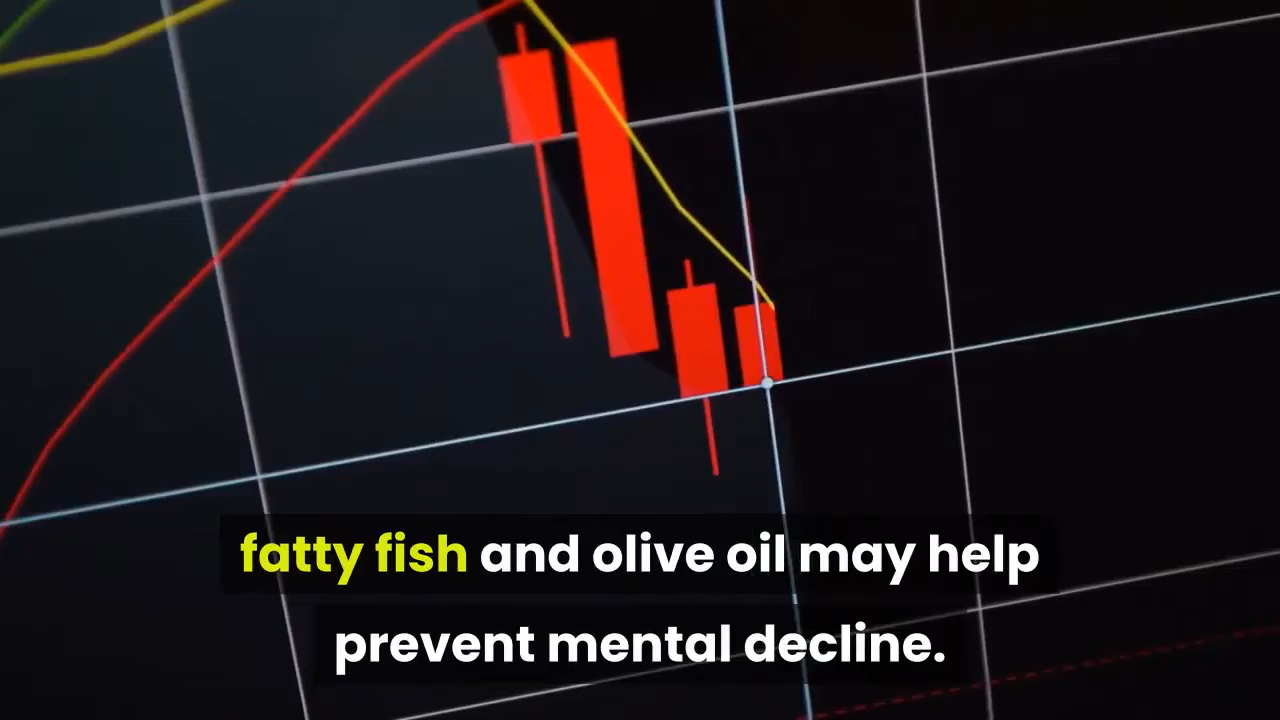 fatty fish and olive oil may help
prevent mental decline.